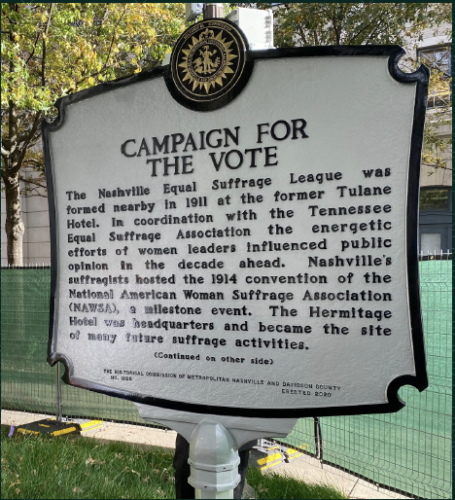 CAMPAIGN FOR
THE VOTE
The Nashville Equal Suffrage League was
formed nearby in 1911 at the former Tulane
Hotel. In coordination with the Tennessee
Equal Suffrage Association the energetic
efforts of women leaders influenced public
opinion in the decade ahead. Nashville's
suffragists hosted the 1914 convention of the
National American Woman Suffrage Association
(NAWSA), a milestone event. The Hermitage
Hotel was headquarters and became the site
of many future suffrage activities.
(Continued on other side)
THE HISTORICAL COMMISSION OF METROPOLITAN NASHVILLE AND DAVIDSON COUNTY
NO. ERECTED 2020